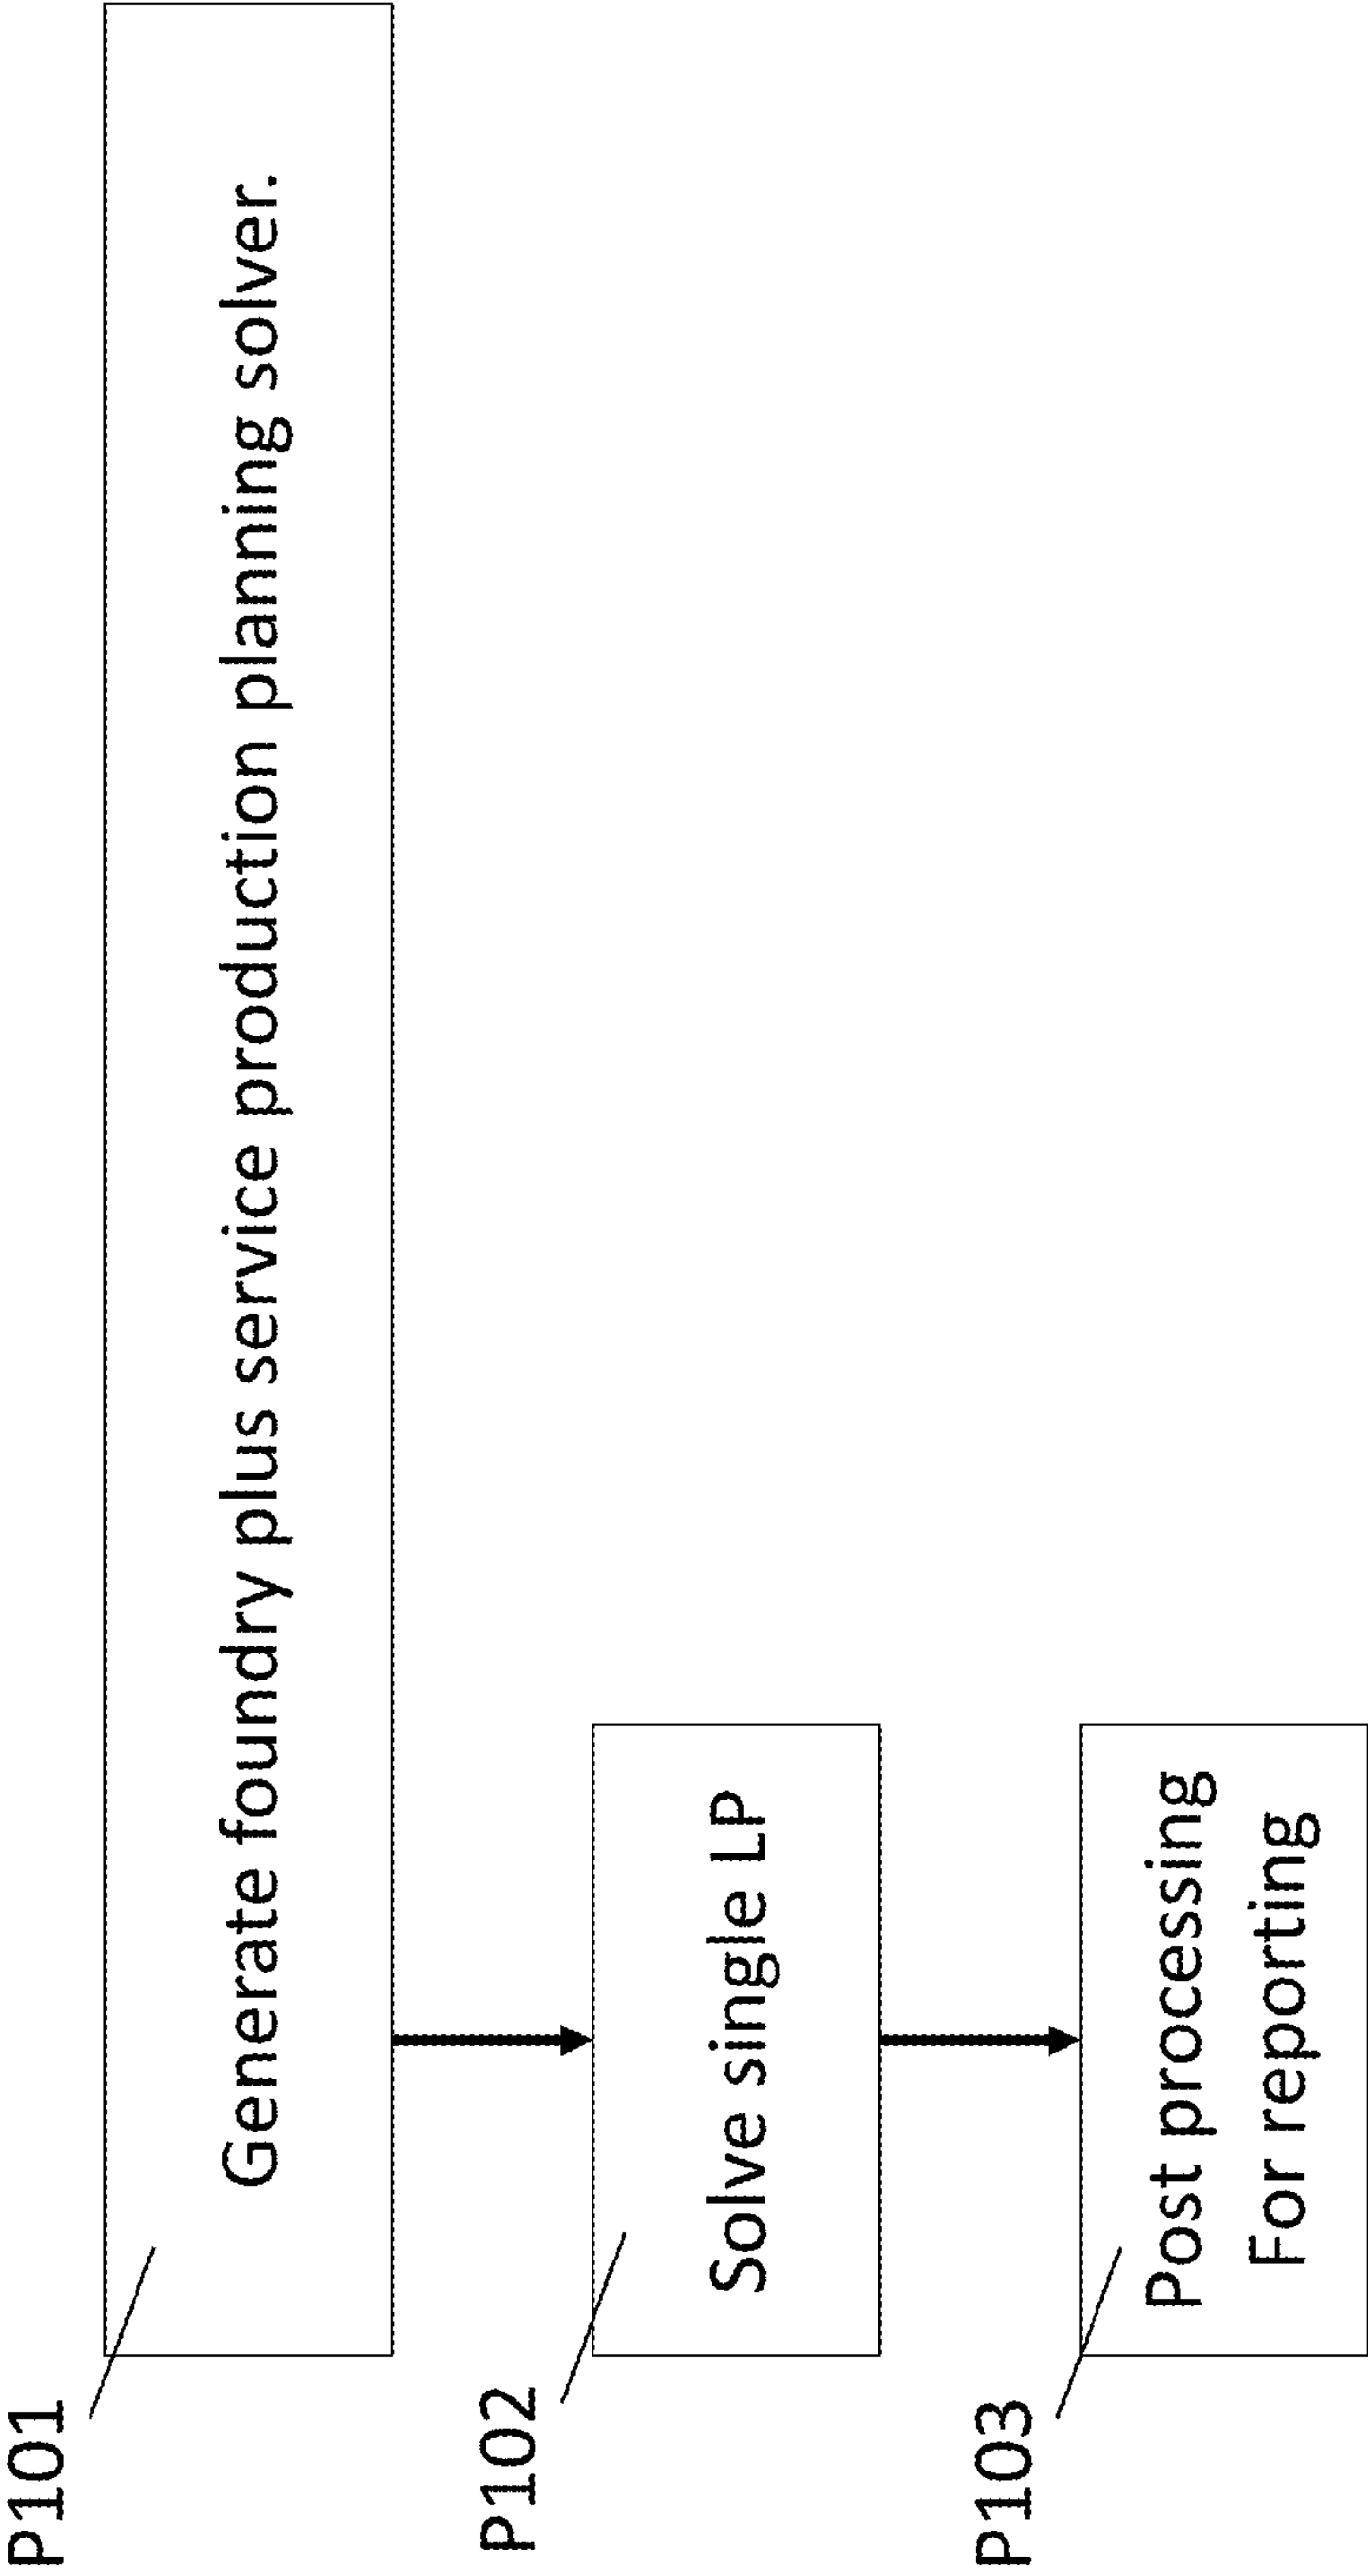 P101
Generate foundry plus service production planning solver.
P102
Solve single LP
P103
Post processing
For reporting